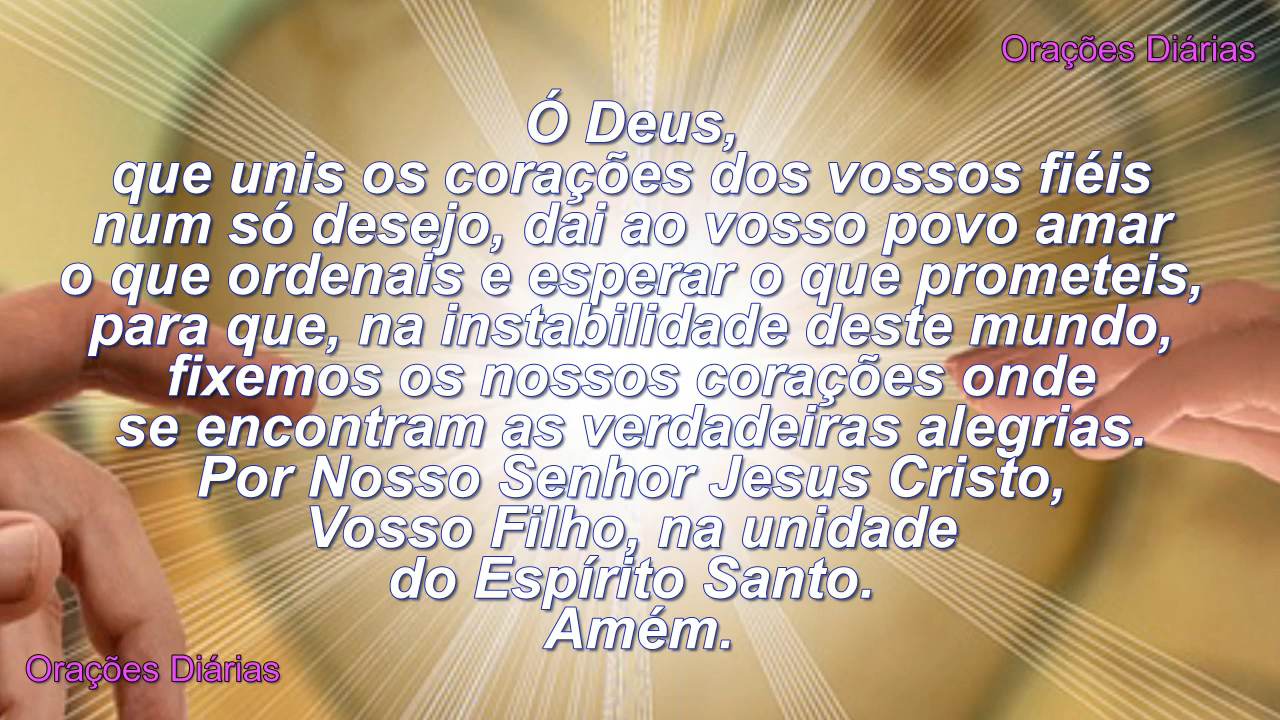 Orações Diárias
Ó Deus,
que unis os corações dos vossos fiéis
num só desejo, dai ao vosso povo amar
o que ordenais e esperar o que prometeis,
para que, na instabilidade deste mundo,
fixemos os nossos corações onde
se encontram as verdadeiras alegrias.
Por Nosso Senhor Jesus Cristo,
Vosso Filho, na unidade
do Espírito Santo.
Amém.
Orações Diárias